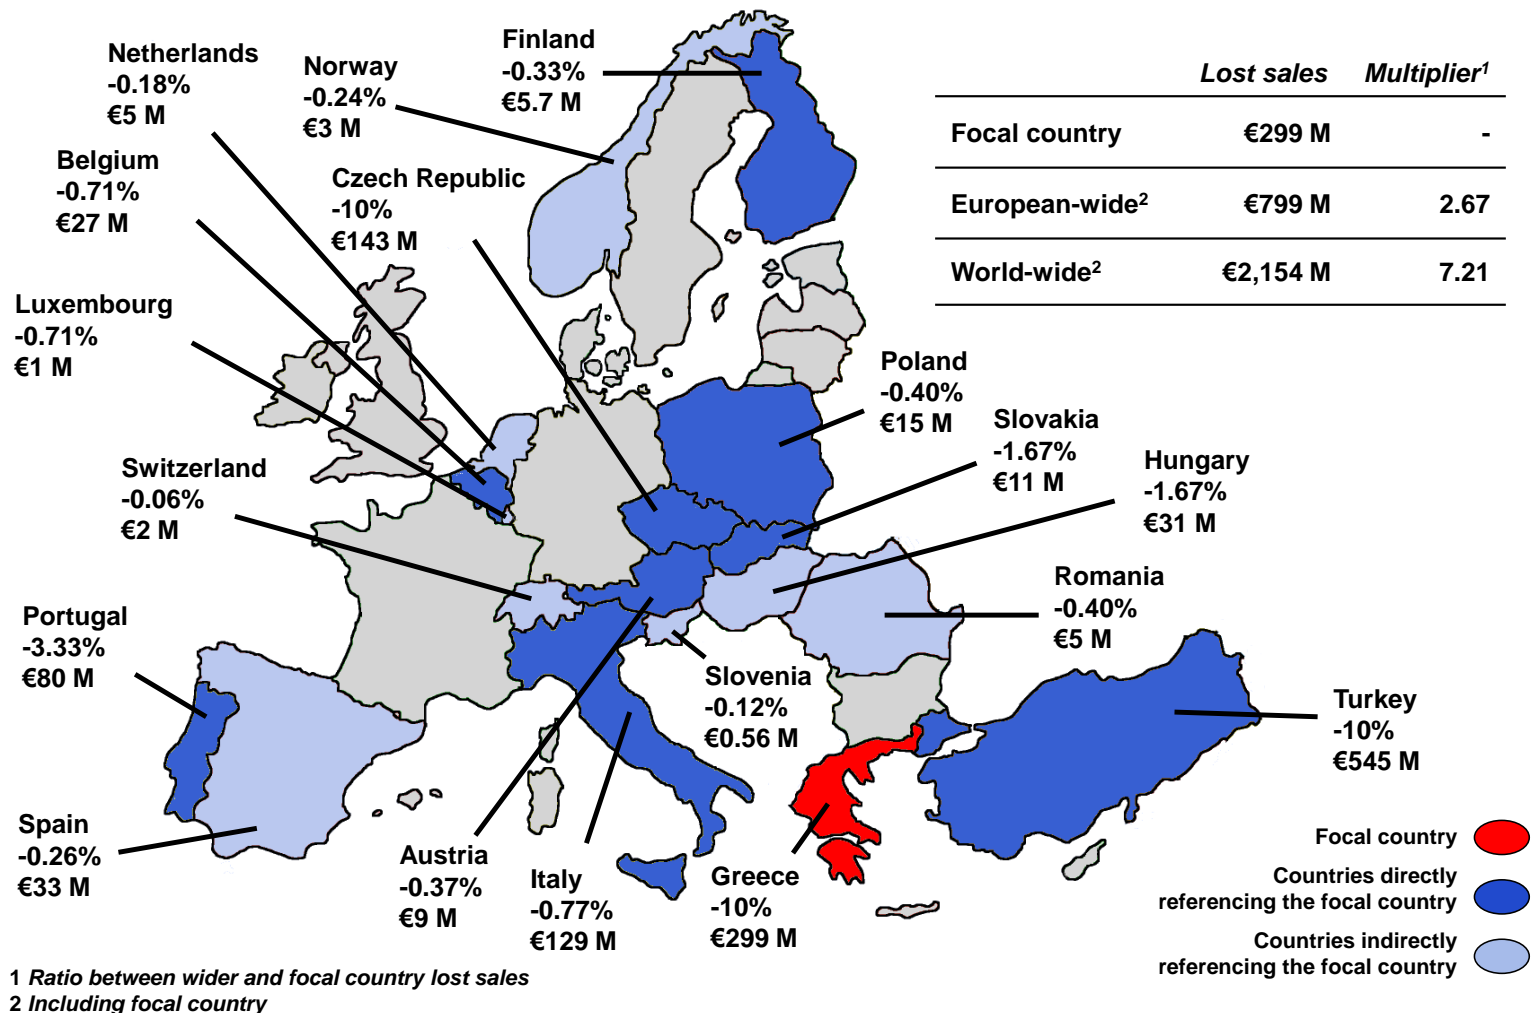 Netherlands
-0.18%
€5 M
Norway
-0.24%
€3 M
Finland
-0.33%
€5.7 M
Belgium
-0.71%
€27 M
Czech Republic
-10%
€143 M
Luxembourg
-0.71%
€1 M
Switzerland
-0.06%
€2 M
Portugal
-3.33%
€80 M
Spain
-0.26%
€33 M
Austria
-0.37%
€9 M
Italy
-0.77%
€129 M
Greece
-10%
€299 M
Slovenia
-0.12%
€0.56 M
Poland
-0.40%
€15 M
Slovakia
-1.67%
€11 M
Hungary
-1.67%
€31 M
Romania
-0.40%
€5 M
Turkey
-10%
€545 M
Lost sales Multiplier¹
Focal country €299 M -
European-wide² €799 M 2.67
World-wide² €2,154 M 7.21
Focal country
Countries directly
referencing the focal country
Countries indirectly
referencing the focal country
1 Ratio between wider and focal country lost sales
2 Including focal country